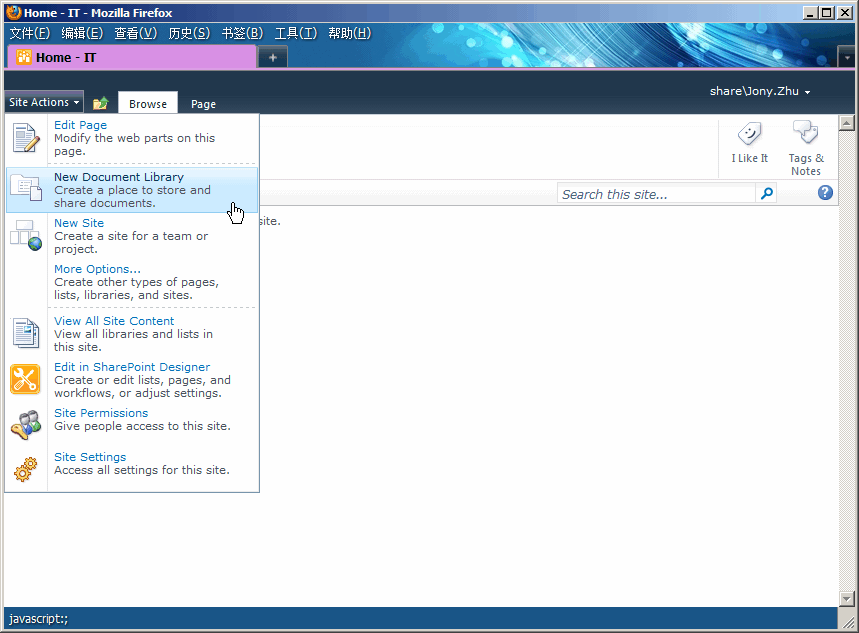 Home - IT - Mozilla Firefox
文件(F) 编辑(E) 查看(V) 历史(S) 书签(B) 工具(T) 帮助(H)
Home - IT
share\Jony.Zhu
Site Actions Browse Page
Edit Page
Modify the web parts on this
page.
I Like It
Tags &
Notes
New Document Library
Create a place to store and
share documents.
Search this site...
site.
New Site
Create a site for a team or
project.
More Options...
Create other types of pages,
lists, libraries, and sites.
View All Site Content
View all libraries and lists in
this site.
Edit in SharePoint Designer
Create or edit lists, pages, and
workflows, or adjust settings.
Site Permissions
Give people access to this site.
Site Settings
Access all settings for this site.
javascript:;